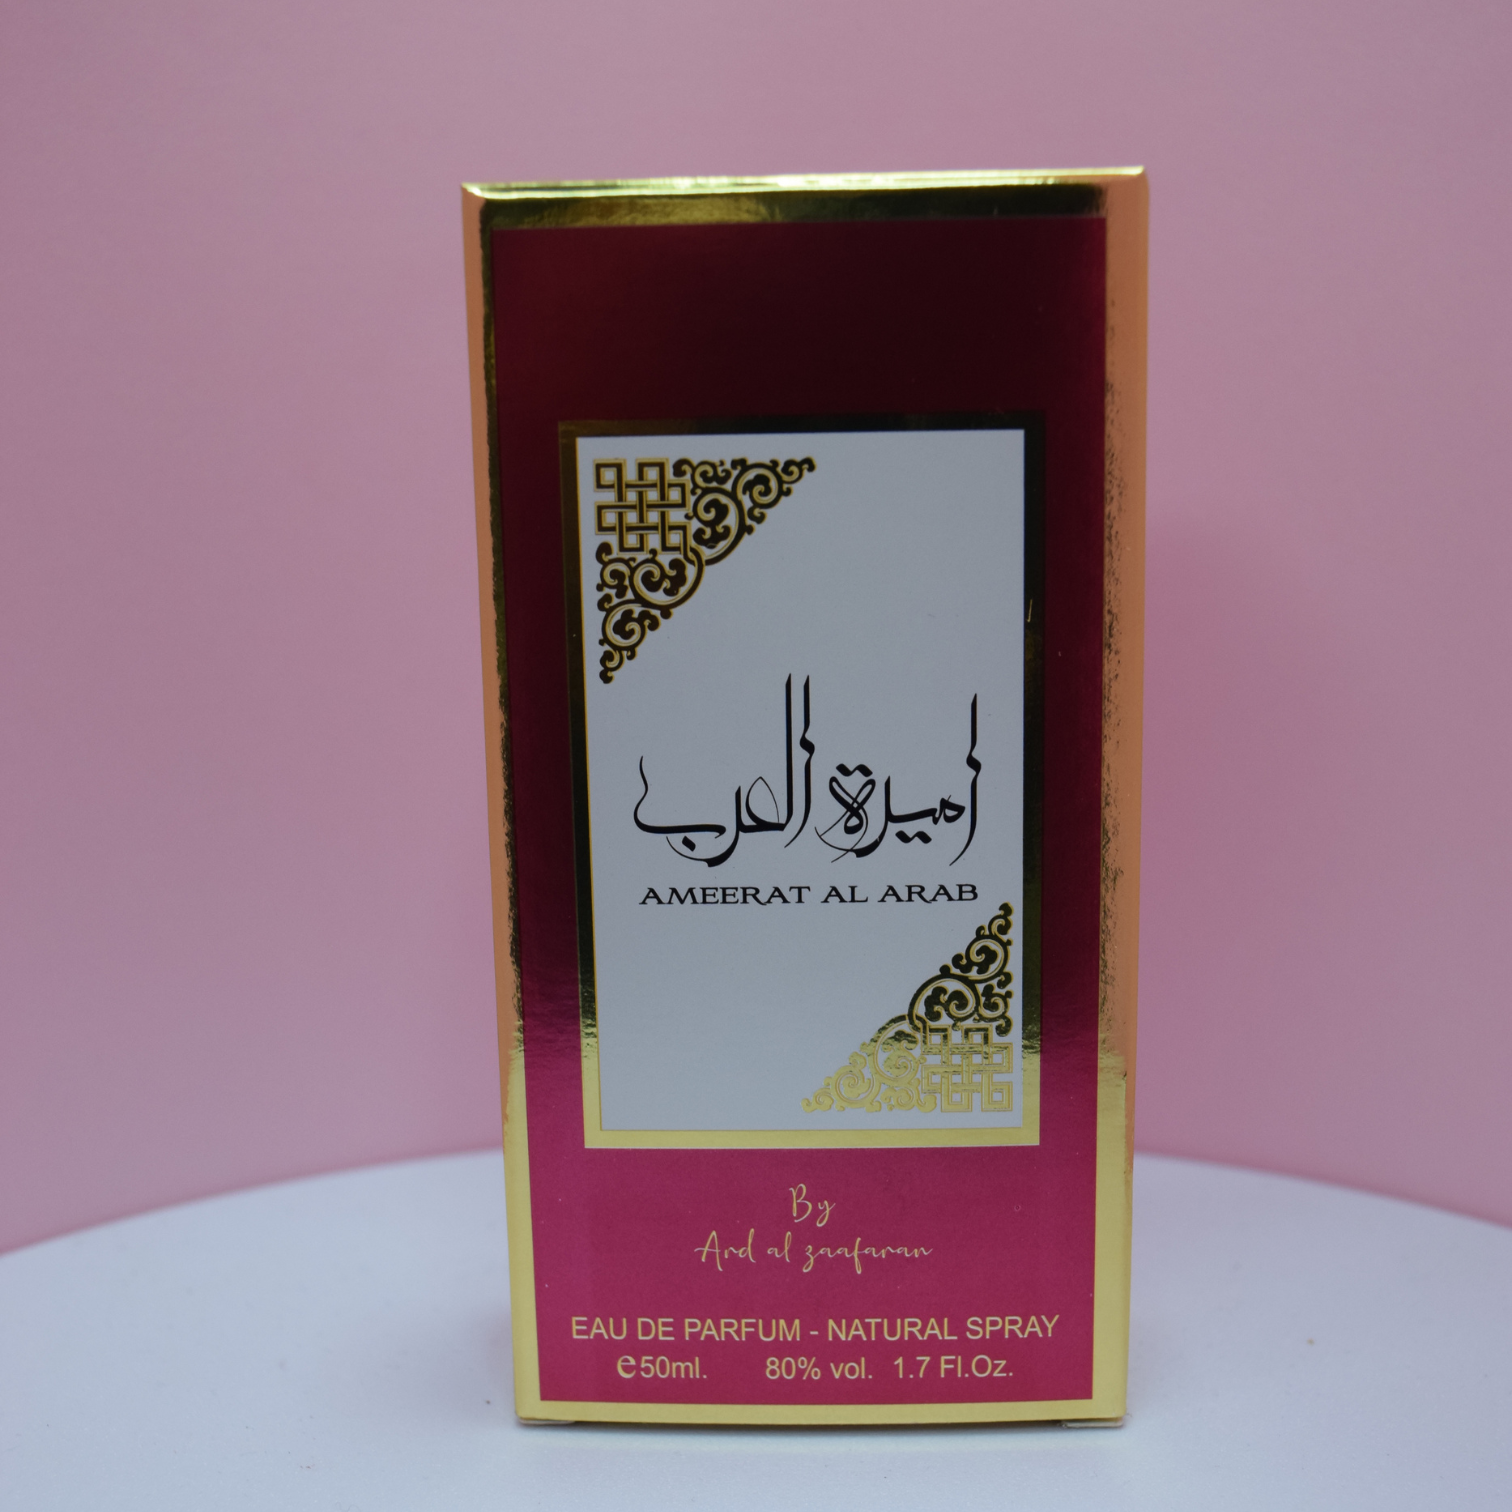 اميرة العرب
AMEERAT AL ARAB
By
Ard al zaafaran
EAU DE PARFUM - NATURAL SPRAY
℮50ml. 80% vol. 1.7 Fl.Oz.